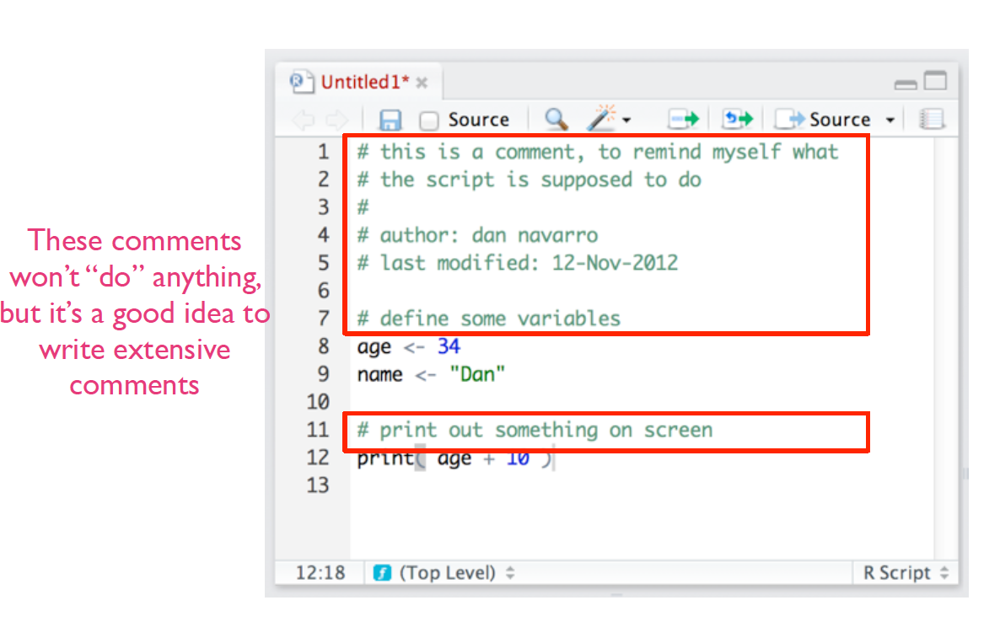 Untitled1*
Source
Source
1 # this is a comment, to remind myself what
2 # the script is supposed to do
3 #
4 # author: dan navarro
5 # last modified: 12-Nov-2012
6
7 # define some variables
8 age <- 34
9 name <- "Dan"
10
11 # print out something on screen
12 print( age + 10 )
13
12:18 (Top Level) R Script
These comments
won’t “do” anything,
but it’s a good idea to
write extensive
comments